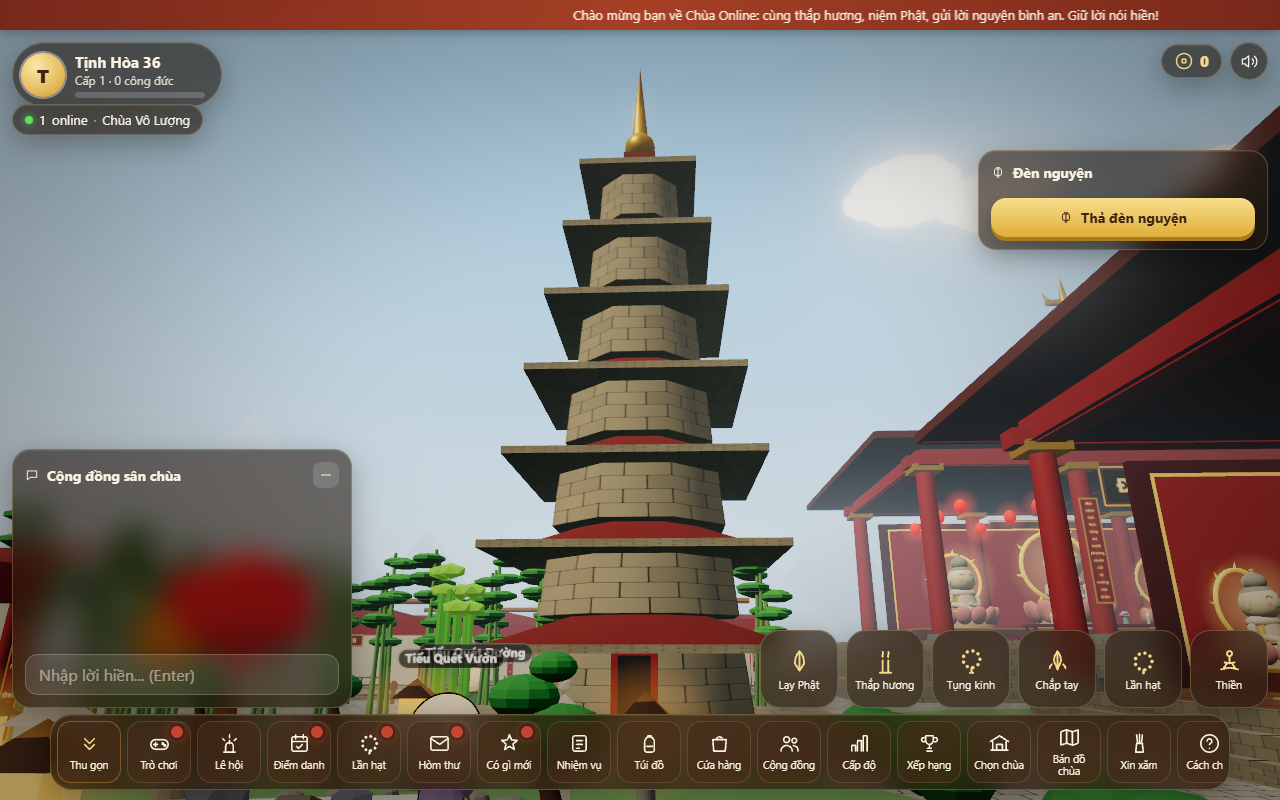 Chào mừng bạn về Chùa Online: cùng thắp hương, niệm Phật, gửi lời nguyện bình an. Giữ lời nói hiền!
T
Tịnh Hòa 36
Cấp 1 · 0 công đức
1 online · Chùa Vô Lượng
0
Đèn nguyện
Thả đèn nguyện
Cộng đồng sân chùa
Nhập lời hiền... (Enter)
Tiểu Quét Vườn
Lạy Phật
Thắp hương
Tụng kinh
Chắp tay
Lần hạt
Thiền
Thu gọn
Trò chơi
Lễ hội
Điểm danh
Lần hạt
Hòm thư
Có gì mới
Nhiệm vụ
Túi đồ
Cửa hàng
Cộng đồng
Cấp độ
Xếp hạng
Chọn chùa
Bản đồ
chùa
Xin xăm
Cách ch